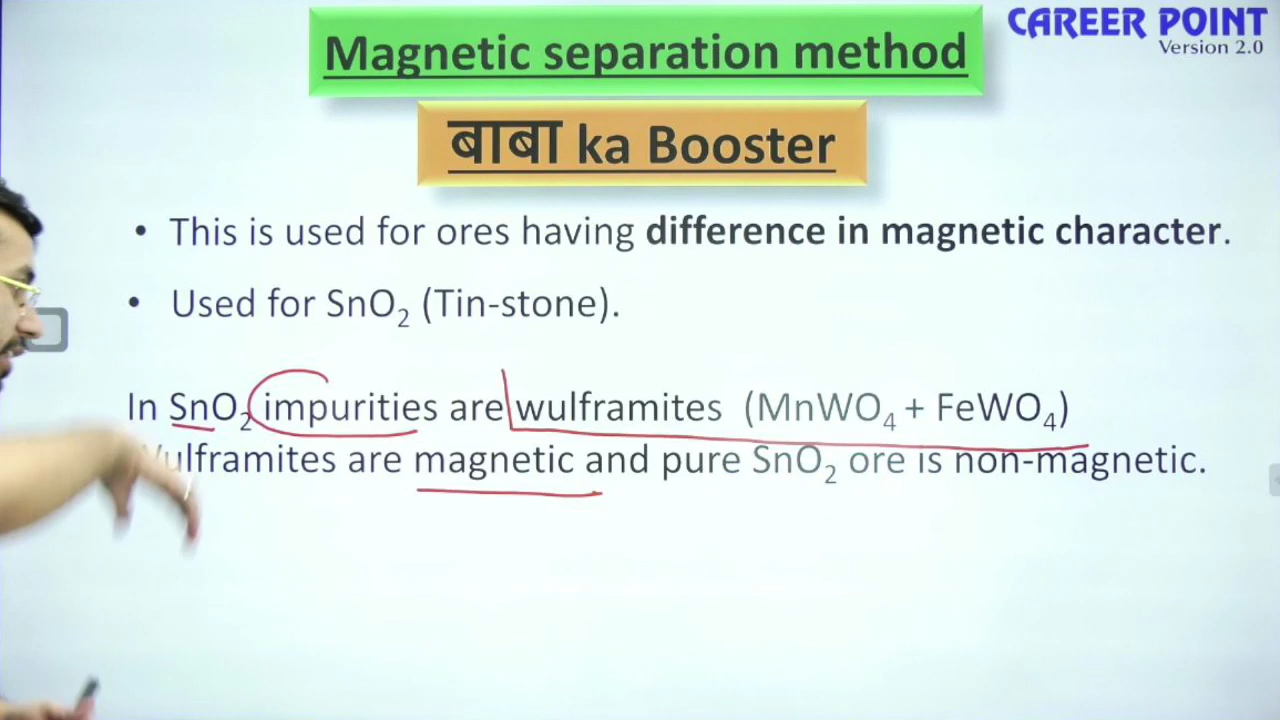 CAREER POINT
Version 2.0
Magnetic separation method
बाबा ka Booster
• This is used for ores having difference in magnetic character.
• Used for SnO₂ (Tin-stone).
In SnO₂ impurities are wulframites (MnWO₄ + FeWO₄)
Wulframites are magnetic and pure SnO₂ ore is non-magnetic.